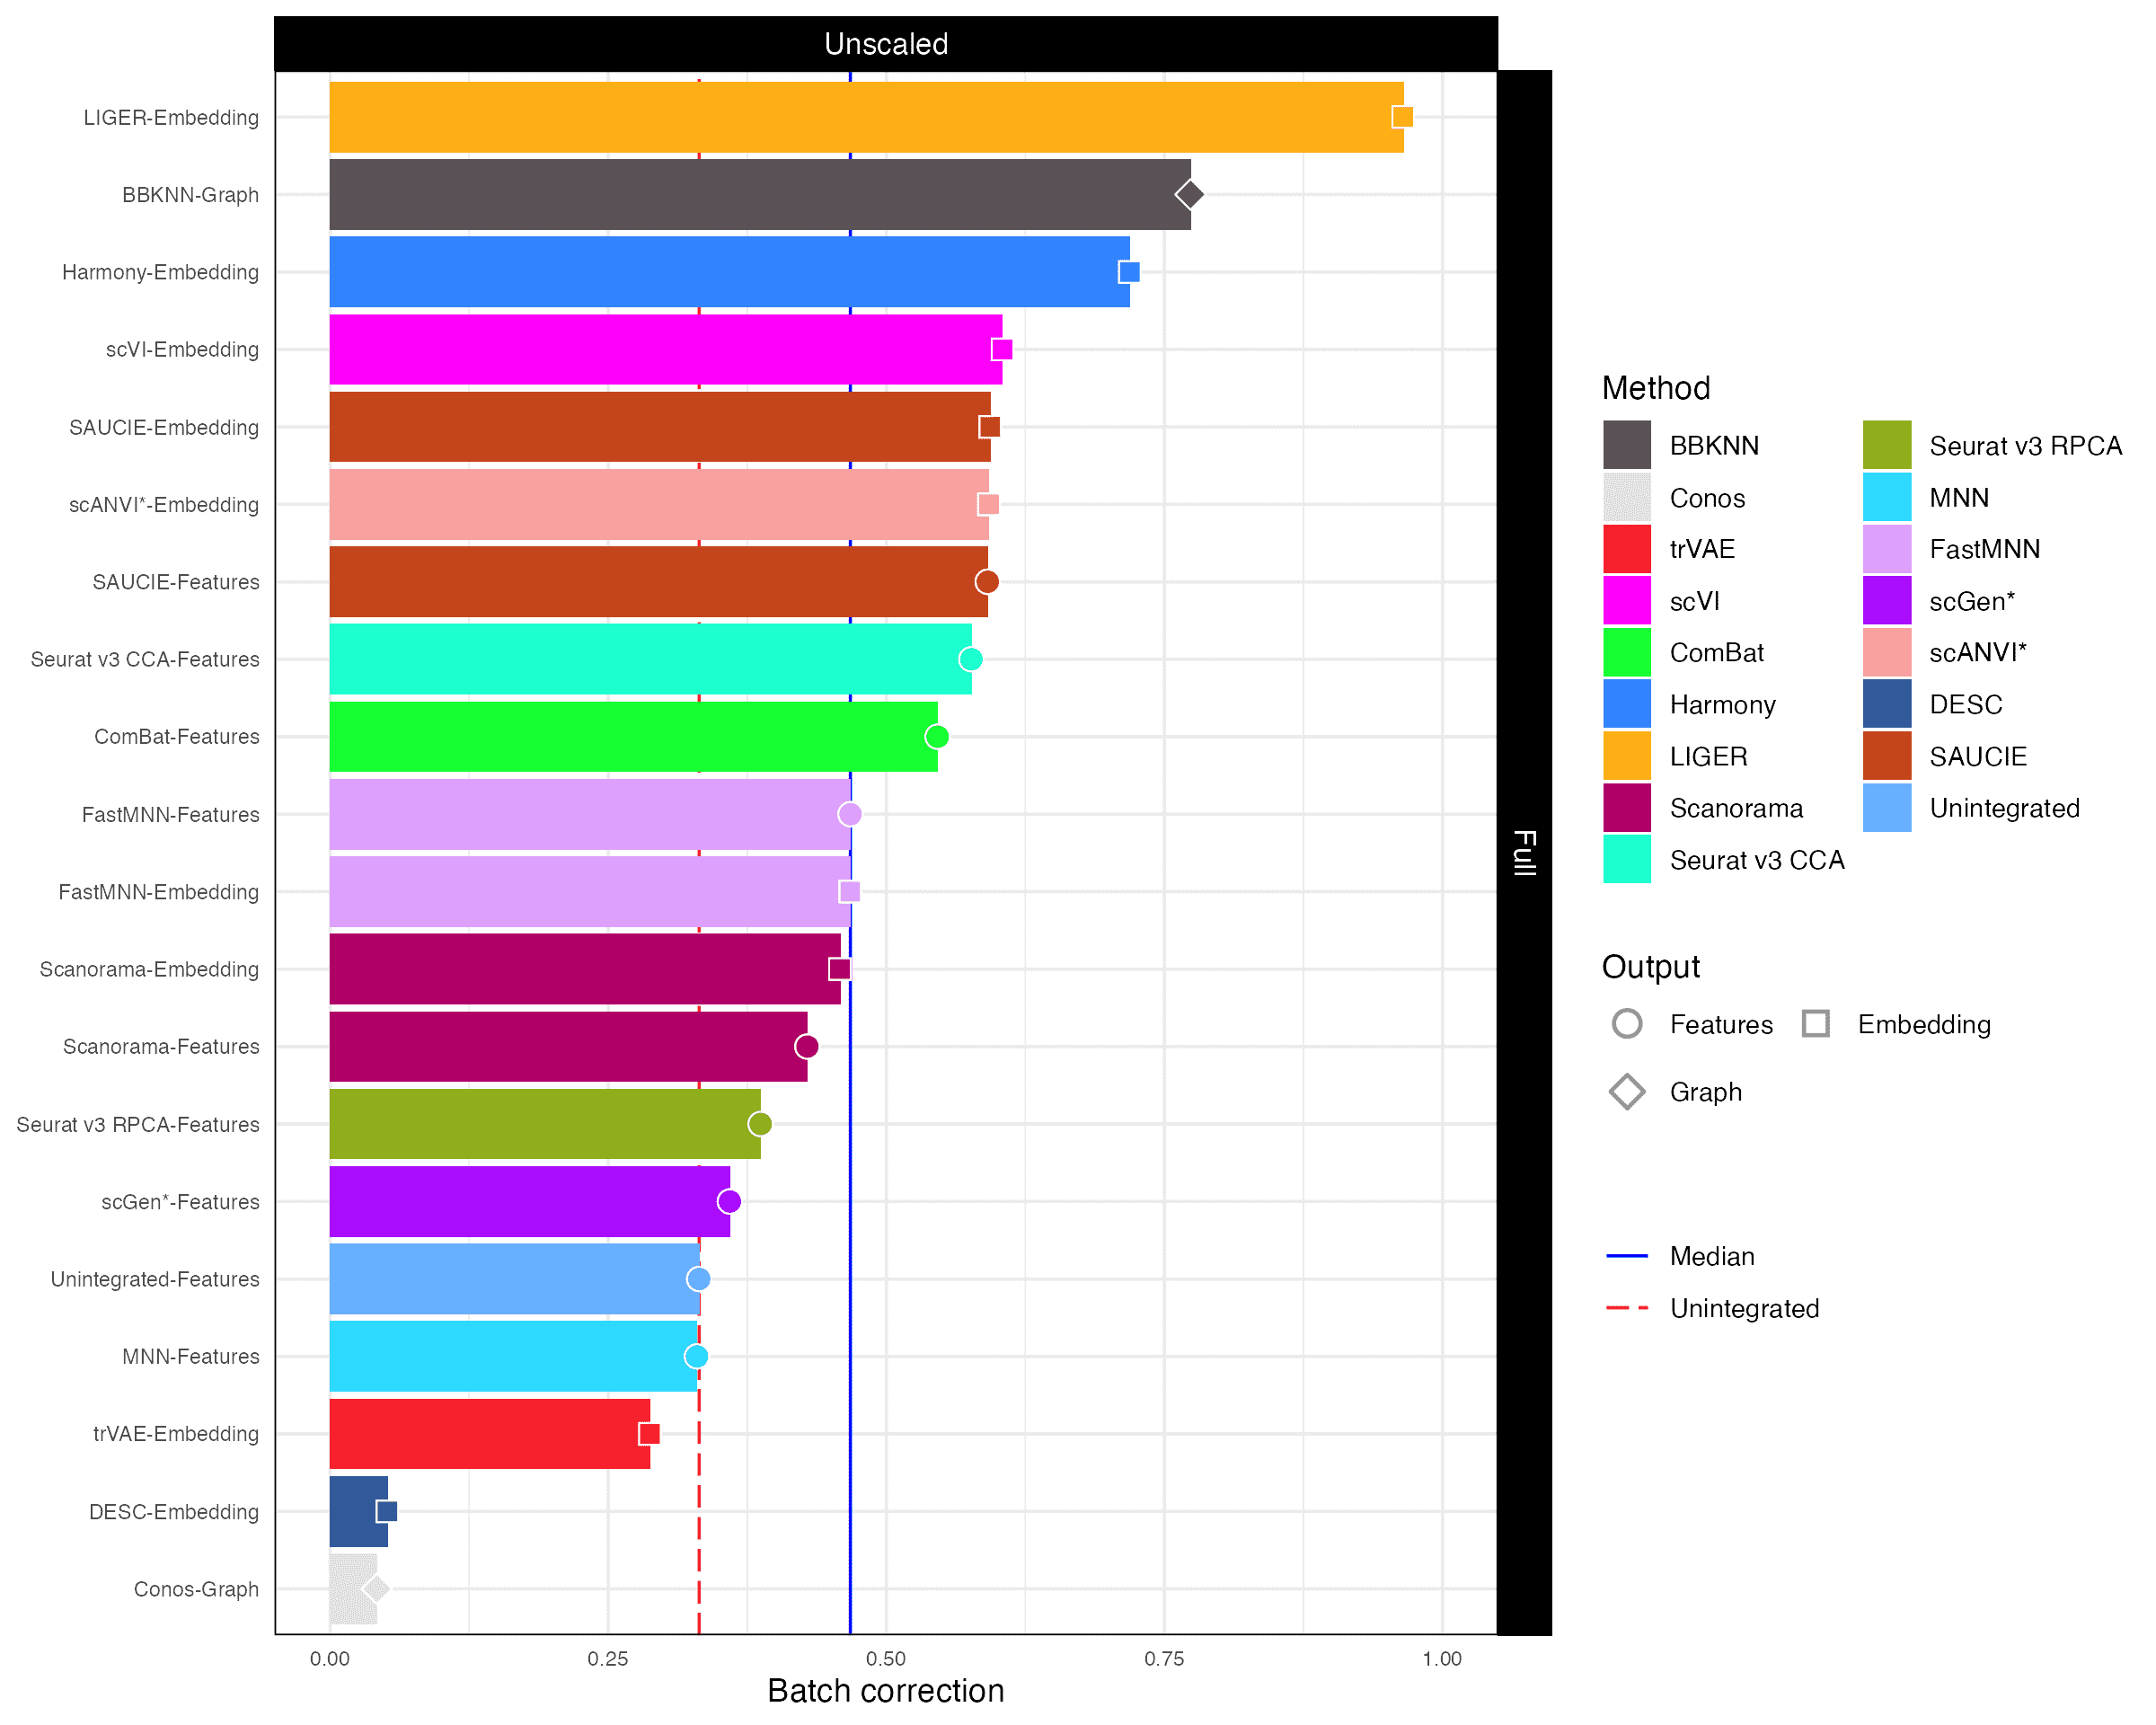 Unscaled
LIGER-Embedding
BBKNN-Graph
Harmony-Embedding
scVI-Embedding
SAUCIE-Embedding
scANVI*-Embedding
SAUCIE-Features
Seurat v3 CCA-Features
ComBat-Features
FastMNN-Features
FastMNN-Embedding
Scanorama-Embedding
Scanorama-Features
Seurat v3 RPCA-Features
scGen*-Features
Unintegrated-Features
MNN-Features
trVAE-Embedding
DESC-Embedding
Conos-Graph
0.00 0.25 0.50 0.75 1.00
Batch correction
Full
Method
BBKNN Seurat v3 RPCA
Conos MNN
trVAE FastMNN
scVI scGen*
ComBat scANVI*
Harmony DESC
LIGER SAUCIE
Scanorama Unintegrated
Seurat v3 CCA
Output
Features Embedding
Graph
Median
Unintegrated